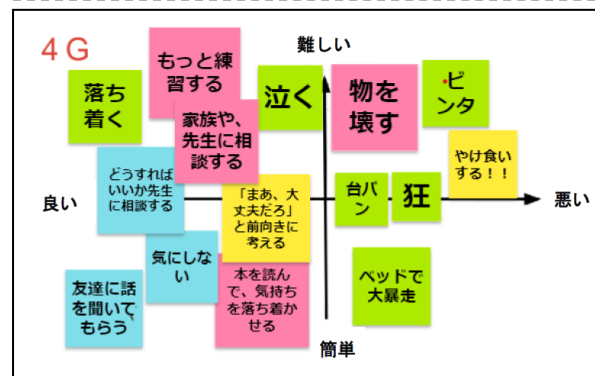 4G
難しい
もっと練
習する
落ち
着く
泣く
物を
壊す
ビ
ンタ
家族や、
先生に相
談する
やけ食い
する！！
どうすれば
いいか先生
に相談する
「まあ、大
丈夫だろ」
と前向きに
考える
台パ
ン
狂
良い
悪い
気にしな
い
本を読ん
で、気持ち
を落ち着か
せる
友達に話
を聞いて
もらう
ベッドで
大暴走
簡単